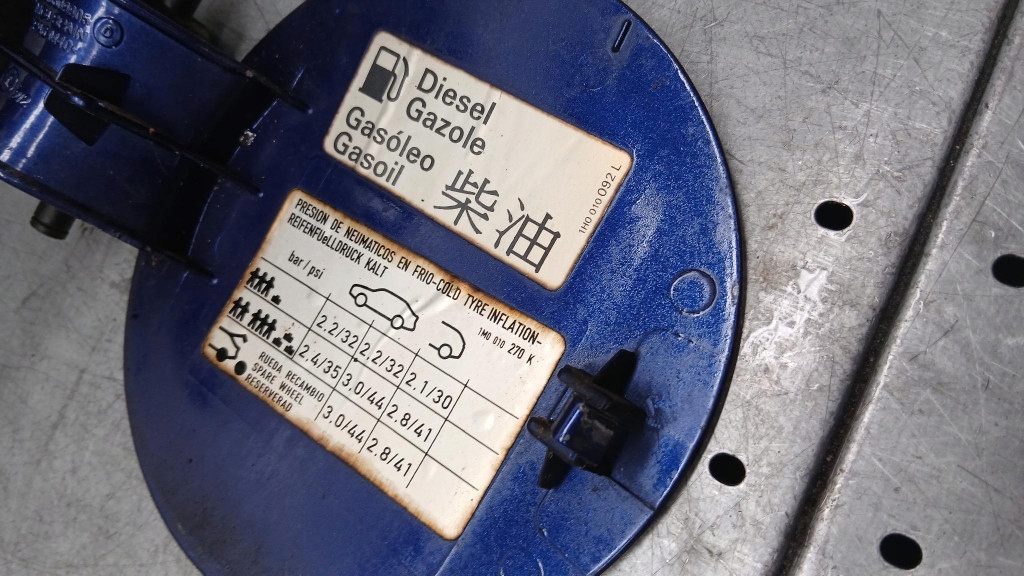 Diesel
Gazole
Gasóleo
Gasoil
柴油
1H0 010 092 L
PRESION DE NEUMATICOS EN FRIO-COLD TYRE INFLATION-
REIFENFUeLLDRUCK KALT
1M0 010 270 K
bar/psi
2.2/32 2.2/32 2.1/30
2.4/35 3.0/44 2.8/41
RUEDA RECAMBIO
SPARE WHEEL
RESERVERAD
3.0/44 2.8/41